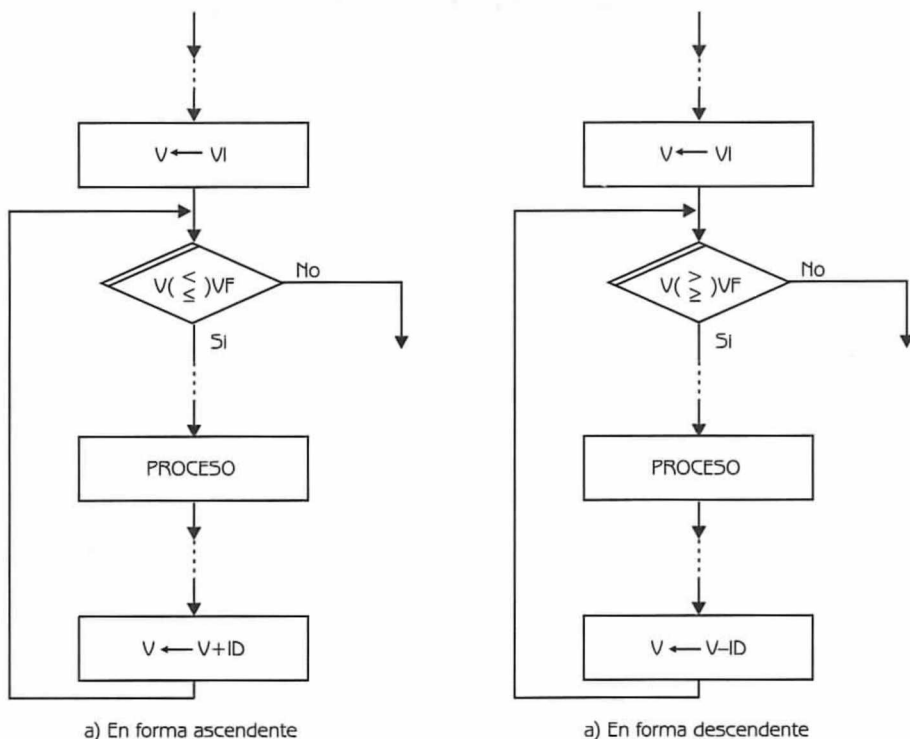 V ← VI
V( < ≤ )VF
No
Si
PROCESO
V ← V+ID
a) En forma ascendente
V ← VI
V( > ≥ )VF
No
Si
PROCESO
V ← V–ID
a) En forma descendente